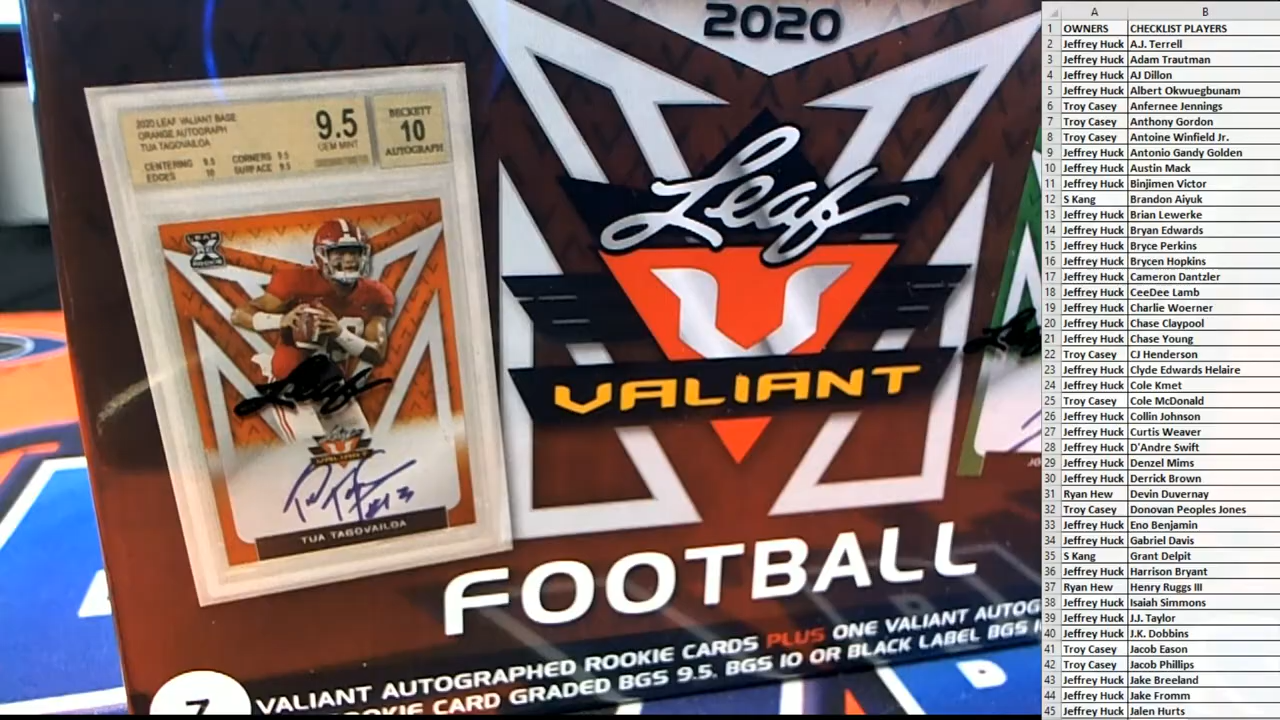 2020
2020 LEAF VALIANT BASE
ORANGE AUTOGRAPH
TUA TAGOVAILOA
9.5
GEM MINT
CENTERING 9.5 CORNERS 9.5
EDGES 10 SURFACE 9.5
BECKETT
10
AUTOGRAPH
Leaf
VALIANT
Leaf
Leaf
VALIANT
TUA TAGOVAILOA
FOOTBALL
7
VALIANT AUTOGRAPHED ROOKIE CARDS PLUS ONE VALIANT
ROOKIE CARD GRADED BGS 9.5, BGS 10 OR BLACK LABEL BGS
A B
1 OWNERS CHECKLIST PLAYERS
2 Jeffrey Huck A.J. Terrell
3 Jeffrey Huck Adam Trautman
4 Jeffrey Huck AJ Dillon
5 Jeffrey Huck Albert Okwuegbunam
6 Troy Casey Anfernee Jennings
7 Troy Casey Anthony Gordon
8 Troy Casey Antoine Winfield Jr.
9 Jeffrey Huck Antonio Gandy Golden
10 Jeffrey Huck Austin Mack
11 Jeffrey Huck Binjimen Victor
12 S Kang Brandon Aiyuk
13 Jeffrey Huck Brian Lewerke
14 Jeffrey Huck Bryan Edwards
15 Jeffrey Huck Bryce Perkins
16 Jeffrey Huck Brycen Hopkins
17 Jeffrey Huck Cameron Dantzler
18 Jeffrey Huck CeeDee Lamb
19 Jeffrey Huck Charlie Woerner
20 Jeffrey Huck Chase Claypool
21 Jeffrey Huck Chase Young
22 Troy Casey CJ Henderson
23 Jeffrey Huck Clyde Edwards Helaire
24 Jeffrey Huck Cole Kmet
25 Troy Casey Cole McDonald
26 Jeffrey Huck Collin Johnson
27 Jeffrey Huck Curtis Weaver
28 Jeffrey Huck D'Andre Swift
29 Jeffrey Huck Denzel Mims
30 Jeffrey Huck Derrick Brown
31 Ryan Hew Devin Duvernay
32 Troy Casey Donovan Peoples Jones
33 Jeffrey Huck Eno Benjamin
34 Jeffrey Huck Gabriel Davis
35 S Kang Grant Delpit
36 Jeffrey Huck Harrison Bryant
37 Ryan Hew Henry Ruggs III
38 Jeffrey Huck Isaiah Simmons
39 Jeffrey Huck J.J. Taylor
40 Jeffrey Huck J.K. Dobbins
41 Troy Casey Jacob Eason
42 Troy Casey Jacob Phillips
43 Jeffrey Huck Jake Breeland
44 Jeffrey Huck Jake Fromm
45 Jeffrey Huck Jalen Hurts